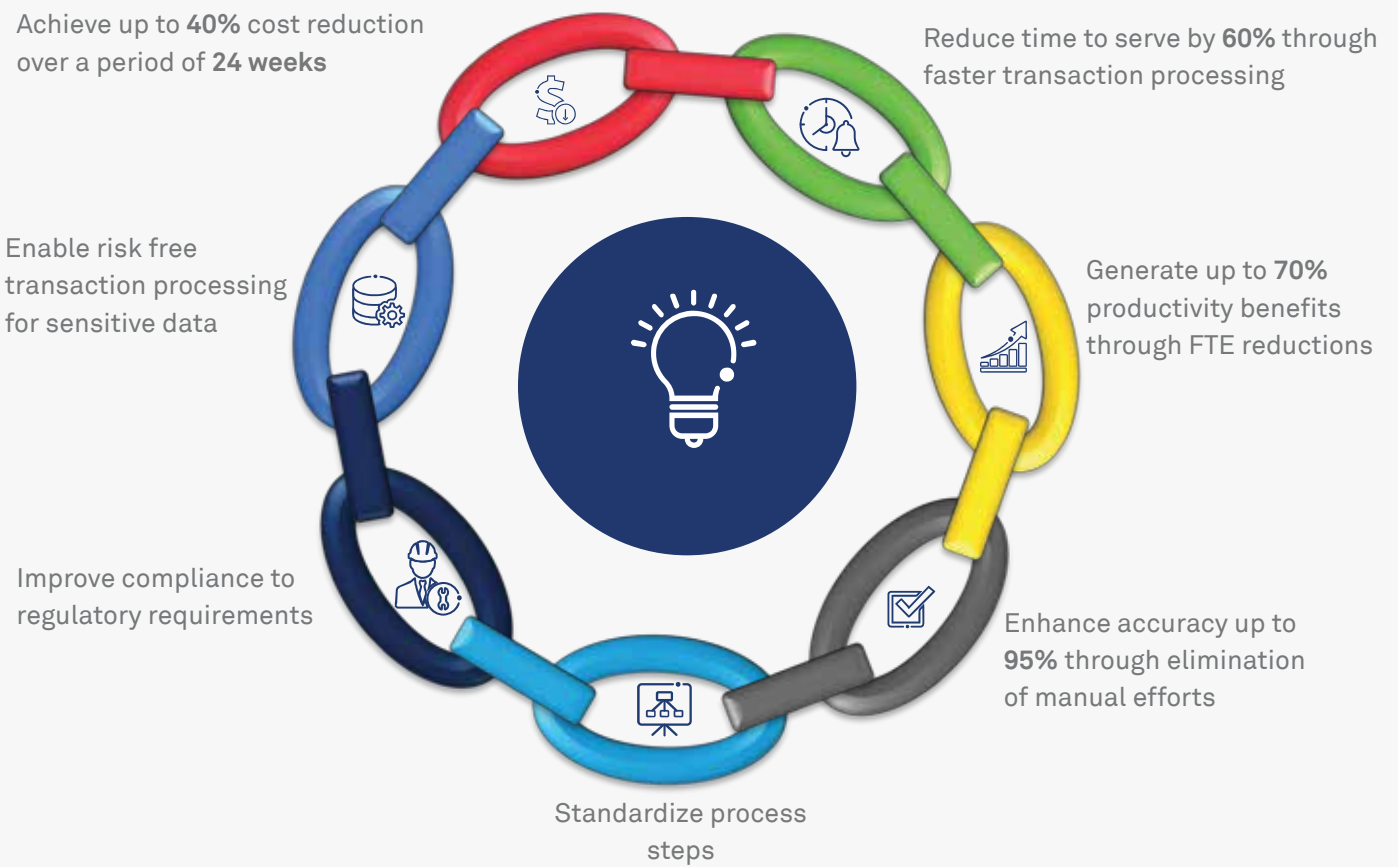 Achieve up to 40% cost reduction
over a period of 24 weeks
Reduce time to serve by 60% through
faster transaction processing
Generate up to 70%
productivity benefits
through FTE reductions
Enhance accuracy up to
95% through elimination
of manual efforts
Standardize process
steps
Improve compliance to
regulatory requirements
Enable risk free
transaction processing
for sensitive data